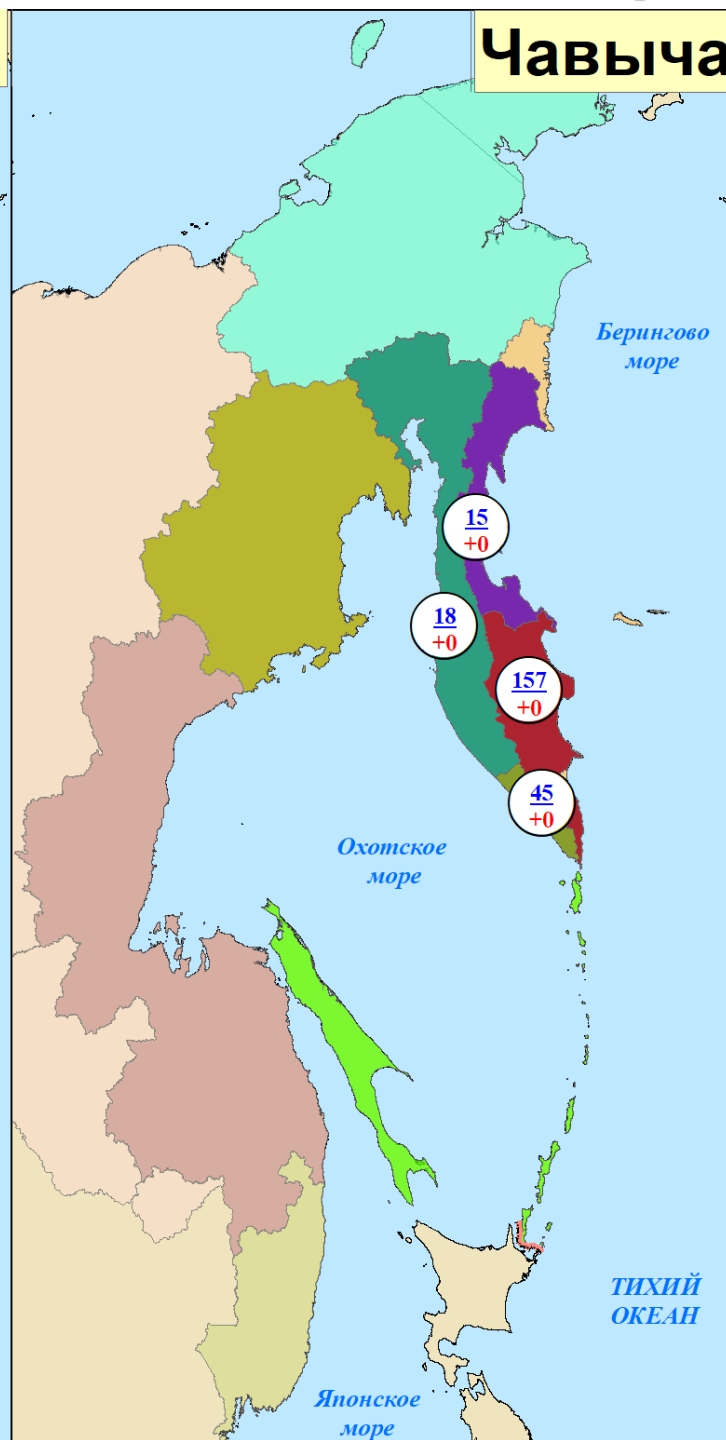 Чавыча
Берингово
море
15
+0
18
+0
157
+0
45
+0
Охотское
море
ТИХИЙ
ОКЕАН
Японское
море